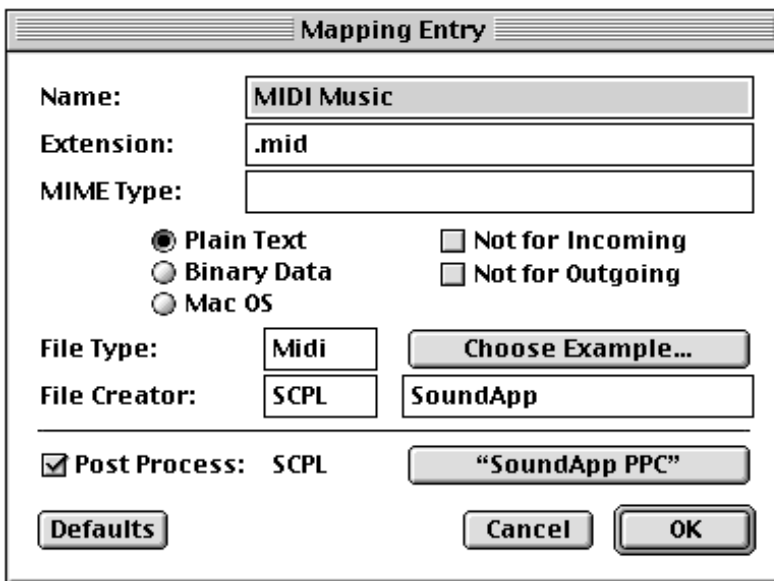 Mapping Entry
Name: MIDI Music
Extension: .mid
MIME Type:
Plain Text Not for Incoming
Binary Data Not for Outgoing
Mac OS
File Type: Midi Choose Example...
File Creator: SCPL SoundApp
Post Process: SCPL “SoundApp PPC”
Defaults Cancel OK